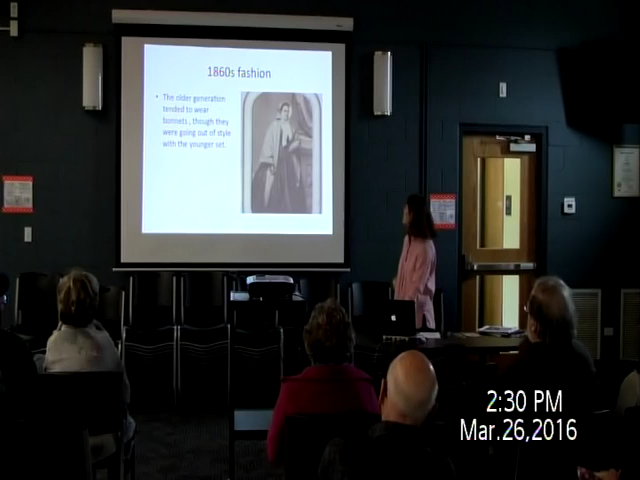 1860s fashion
• The older generation
tended to wear
bonnets , though they
were going out of style
with the younger set.
2:30 PM
Mar.26,2016